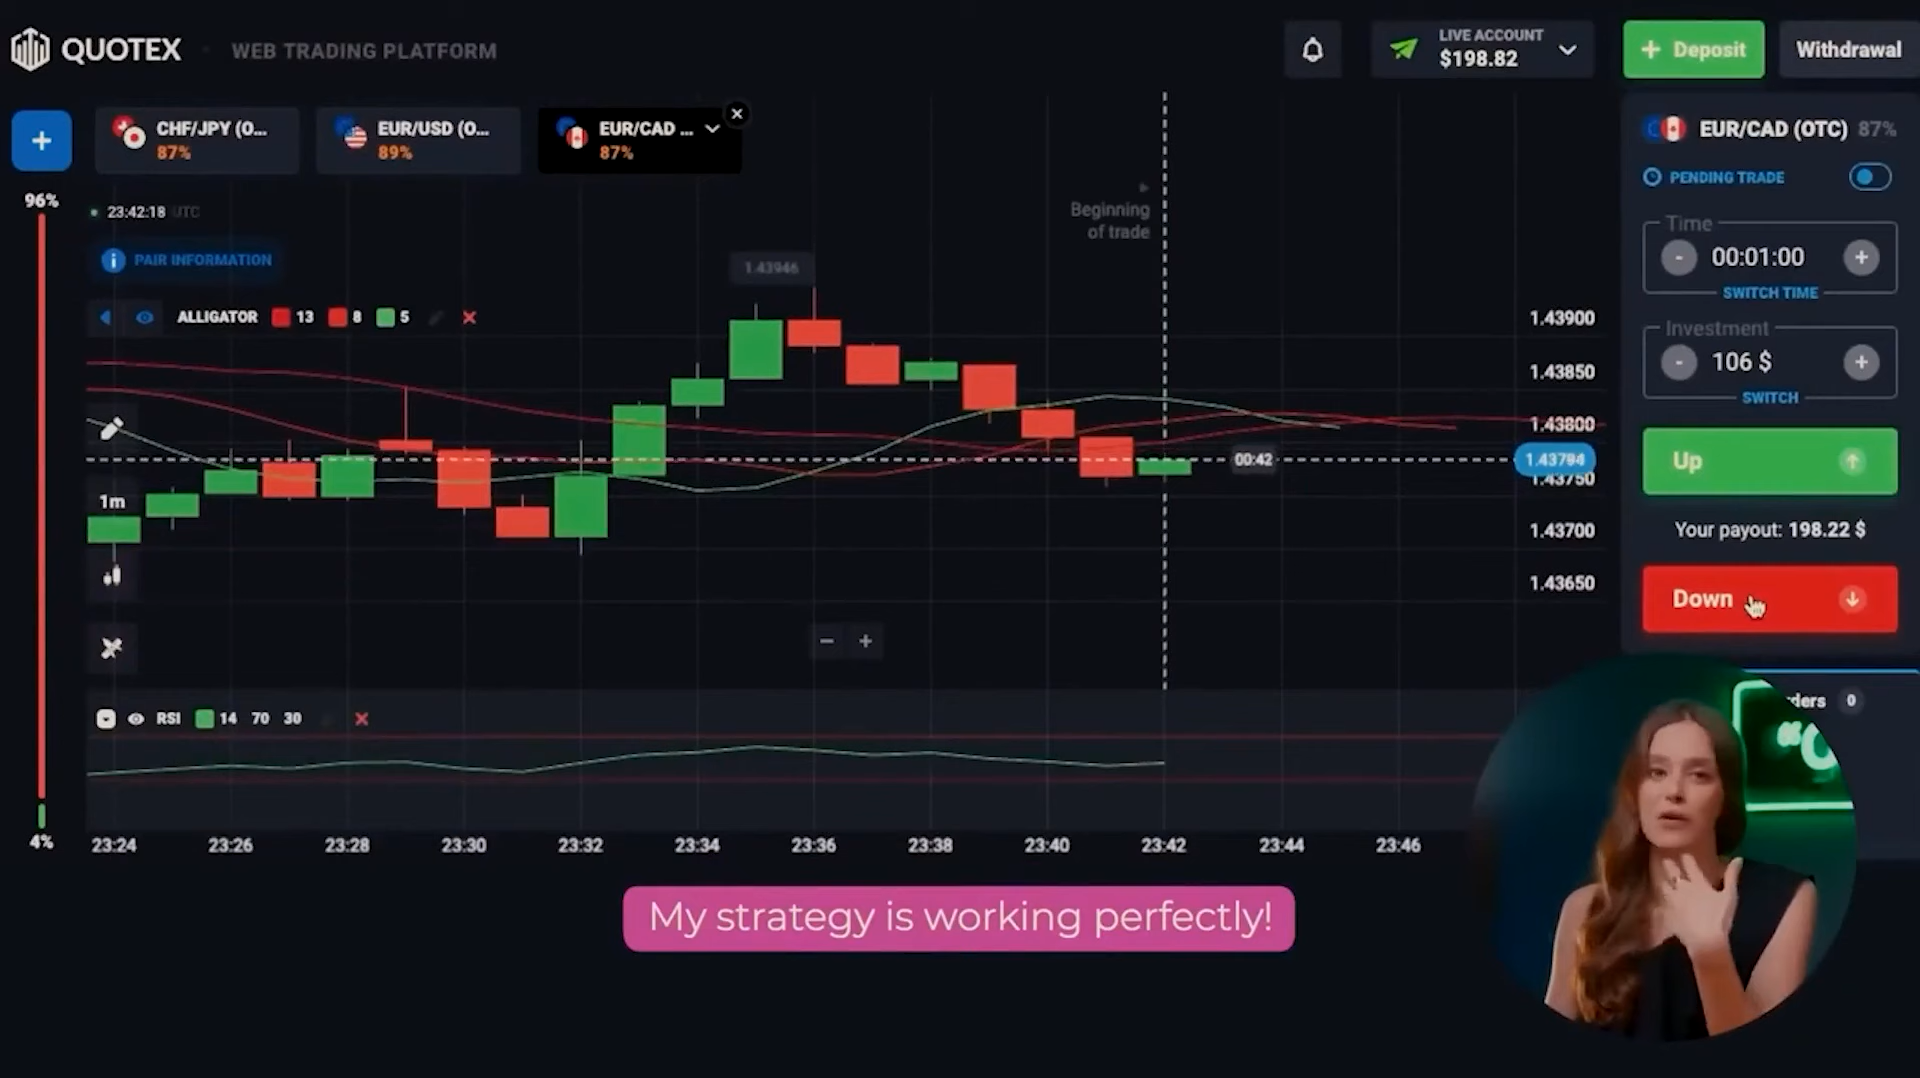 QUOTEX
WEB TRADING PLATFORM
LIVE ACCOUNT
$198.82
+ Deposit
Withdrawal
+
CHF/JPY (O...
87%
EUR/USD (O...
89%
EUR/CAD ...
87%
EUR/CAD (OTC) 87%
PENDING TRADE
96%
23:42:18 UTC
Beginning
of trade
PAIR INFORMATION
Time
- 00:01:00 +
SWITCH TIME
1.43946
ALLIGATOR 13 8 5
Investment
- 106 $ +
SWITCH
1.43900
1.43850
1.43800
1.43794
1.43750
1.43700
1.43650
00:42
Up
Your payout: 198.22 $
Down
1m
- +
RSI 14 70 30
ders 0
“
4%
23:24 23:26 23:28 23:30 23:32 23:34 23:36 23:38 23:40 23:42 23:44 23:46
My strategy is working perfectly!